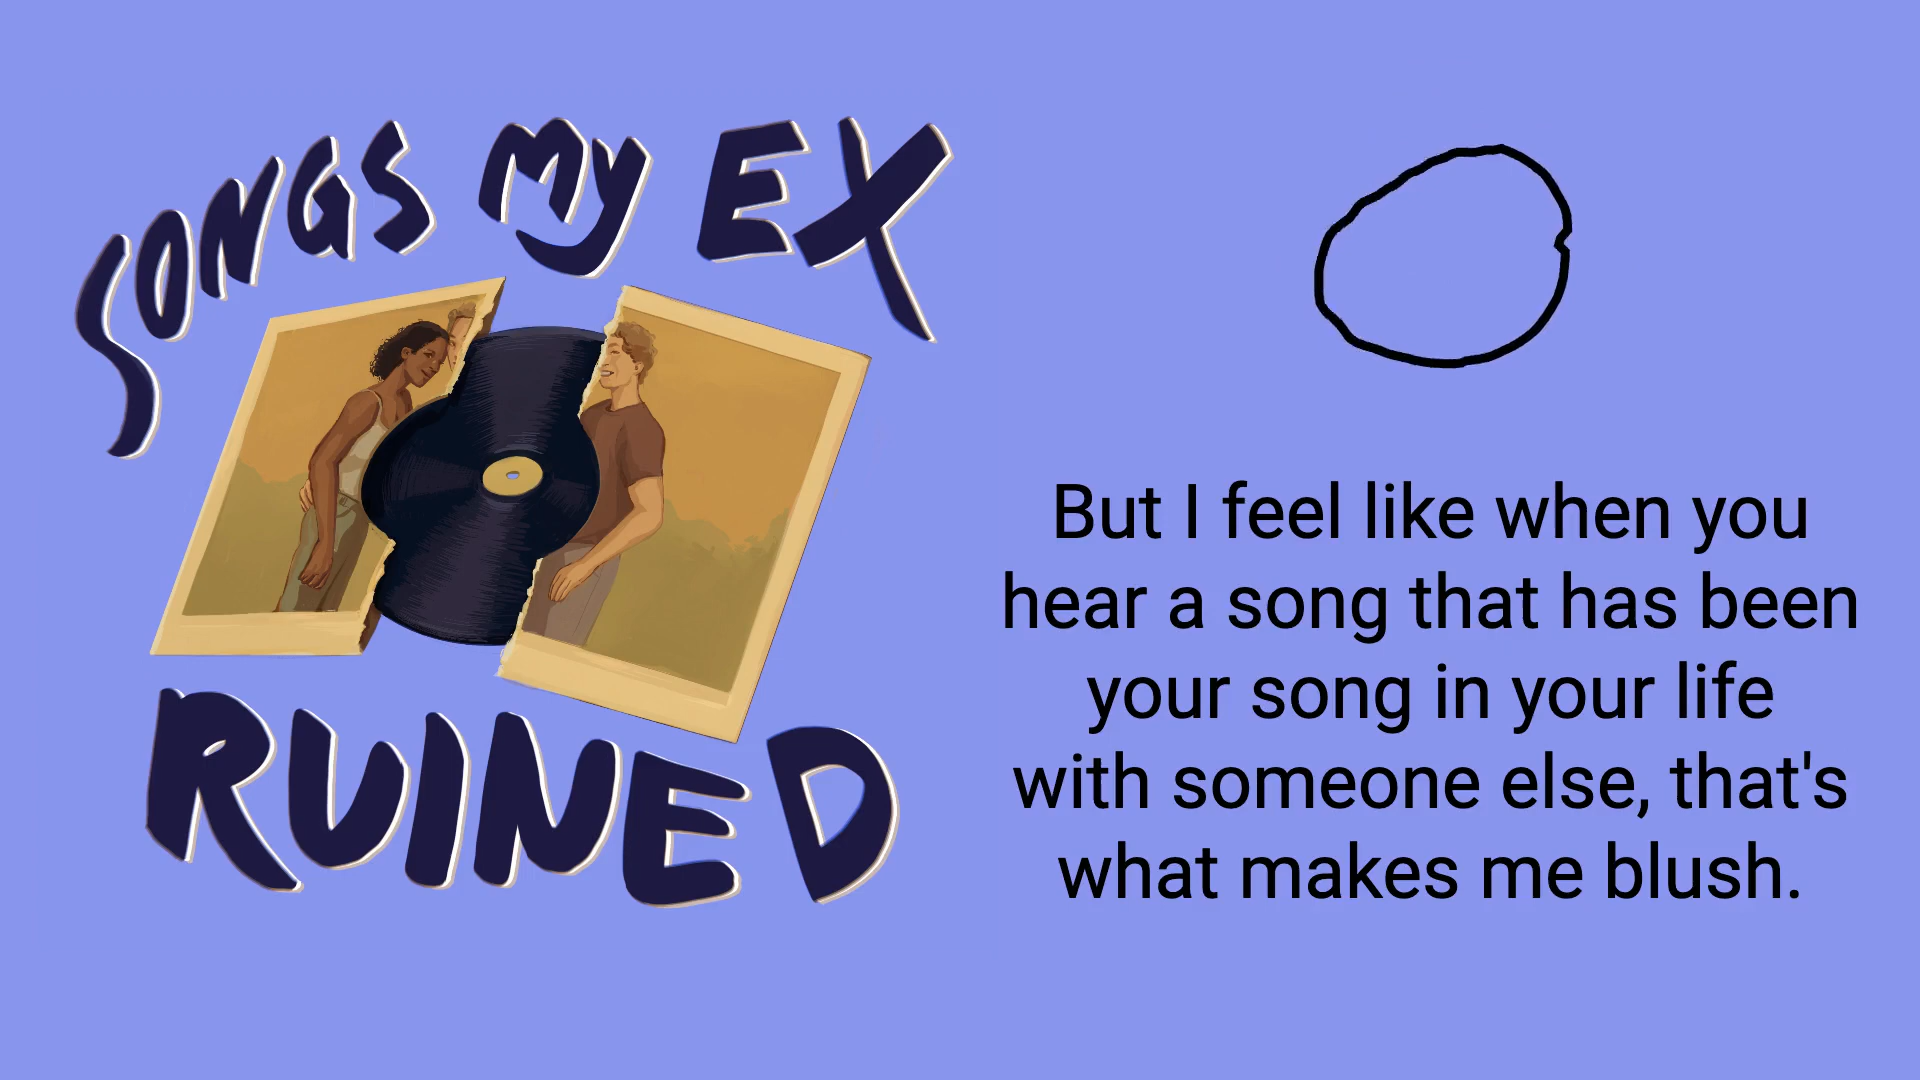 SONGS MY EX
RUINED
But I feel like when you
hear a song that has been
your song in your life
with someone else, that's
what makes me blush.